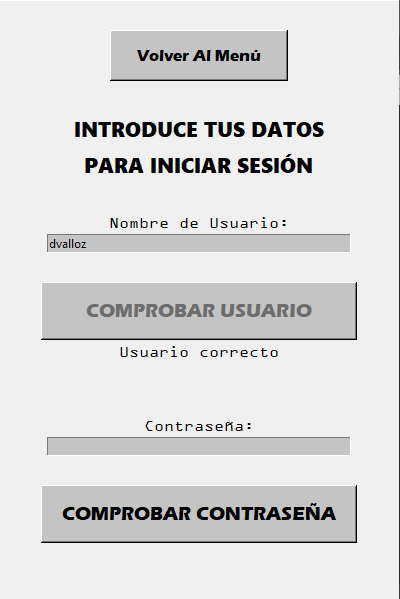 Volver Al Menú
INTRODUCE TUS DATOS
PARA INICIAR SESIÓN
Nombre de Usuario:
dvalloz
COMPROBAR USUARIO
Usuario correcto
Contraseña:
COMPROBAR CONTRASEÑA